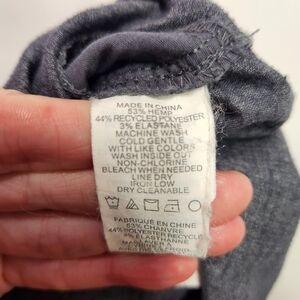 MADE IN CHINA
53% HEMP
44% RECYCLED POLYESTER
3% ELASTANE
MACHINE WASH
COLD GENTLE
WITH LIKE COLORS
WASH INSIDE OUT
NON-CHLORINE
BLEACH WHEN NEEDED
LINE DRY
IRON LOW
DRY CLEANABLE
FABRIQUÉ EN CHINE
53% CHANVRE
44% POLYESTER RECYCLÉ
3% ÉLASTHANNE